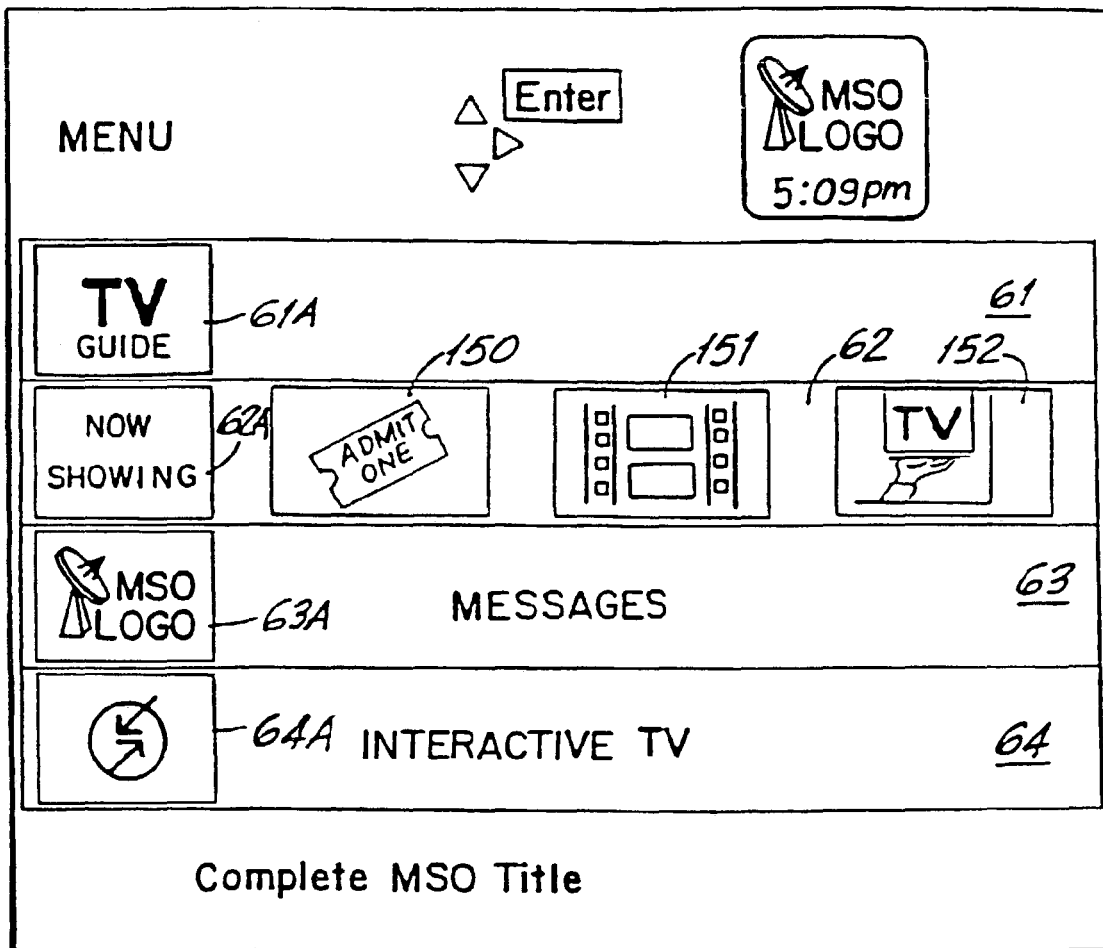 MENU
Enter
MSO
LOGO
5:09pm
TV
GUIDE
61A
61
150
151
62
152
NOW
SHOWING
62A
ADMIT
ONE
TV
MSO
LOGO
63A
MESSAGES
63
64A
INTERACTIVE TV
64
Complete MSO Title